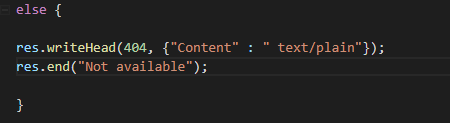 else {
res.writeHead(404, {"Content" : " text/plain"});
res.end("Not available");
}